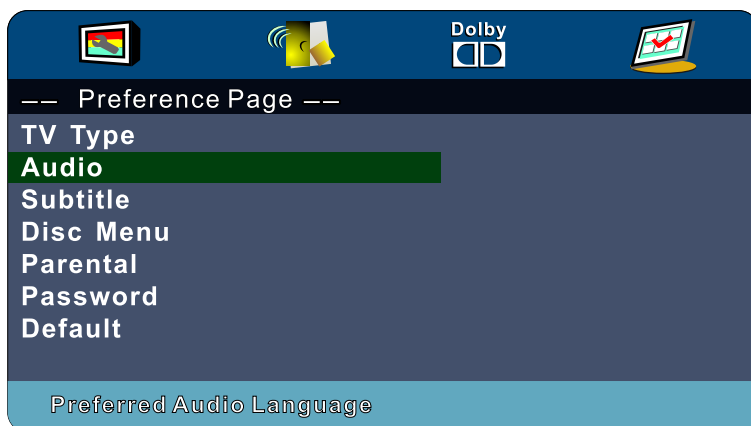 Dolby
-- Preference Page --
TV Type
Audio
Subtitle
Disc Menu
Parental
Password
Default
Preferred Audio Language